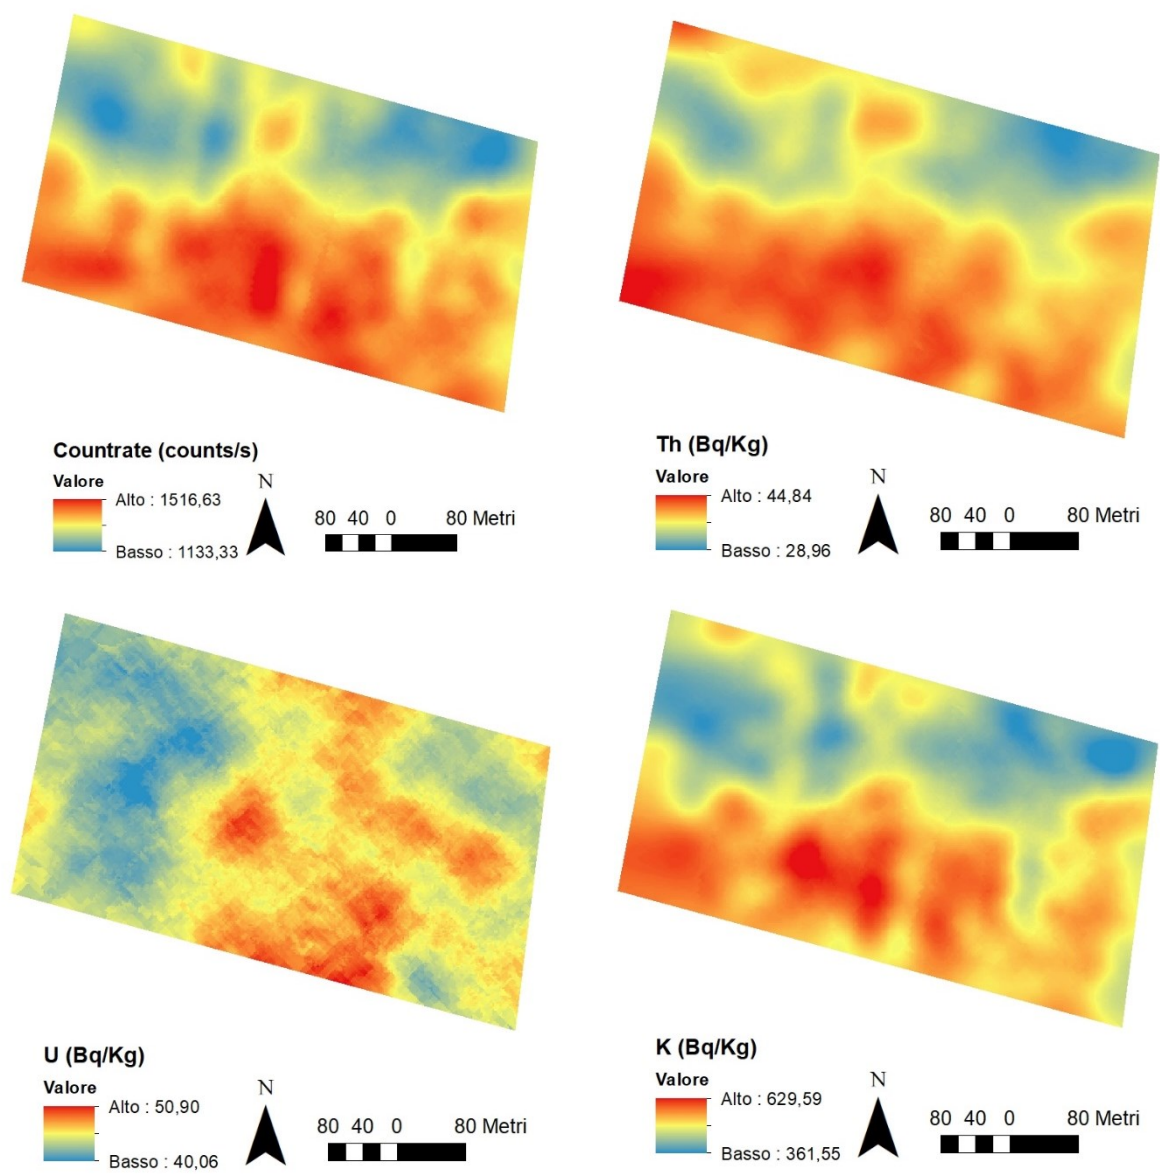 Countrate (counts/s)
Valore
Alto : 1516,63
Basso : 1133,33
N
80 40 0 80 Metri
Th (Bq/Kg)
Valore
Alto : 44,84
Basso : 28,96
N
80 40 0 80 Metri
U (Bq/Kg)
Valore
Alto : 50,90
Basso : 40,06
N
80 40 0 80 Metri
K (Bq/Kg)
Valore
Alto : 629,59
Basso : 361,55
N
80 40 0 80 Metri